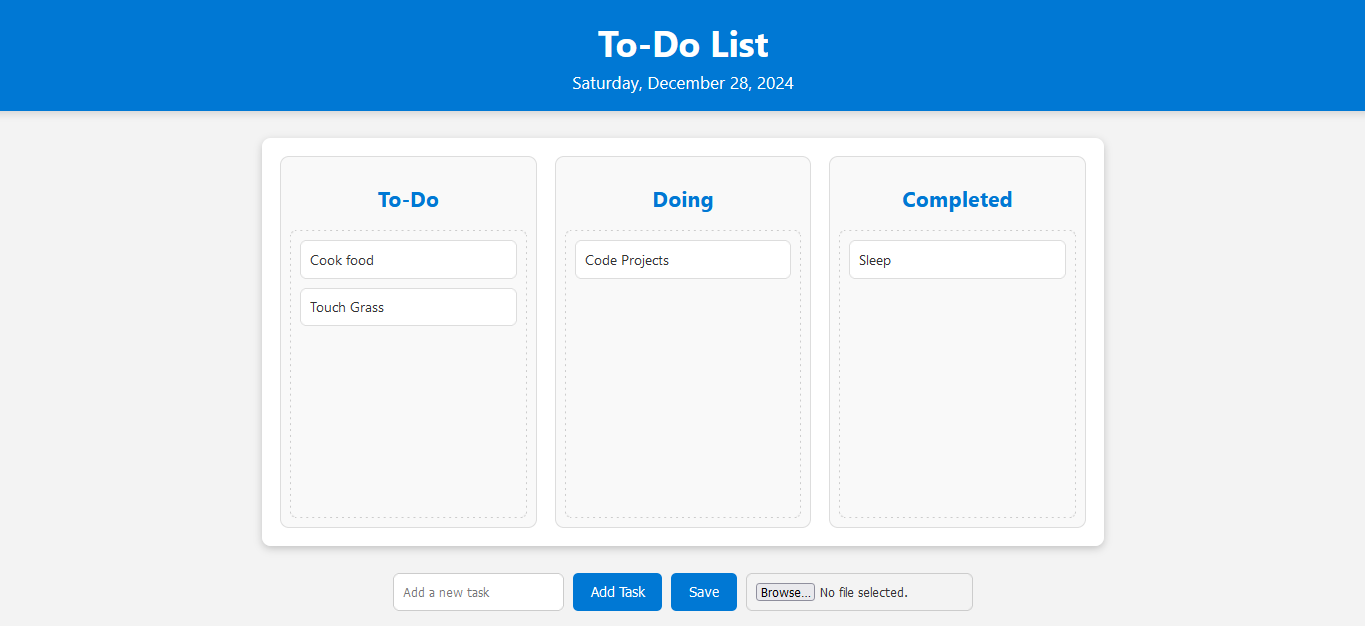 To-Do List
Saturday, December 28, 2024
To-Do
Cook food
Touch Grass
Doing
Code Projects
Completed
Sleep
Add a new task
Add Task
Save
Browse... No file selected.